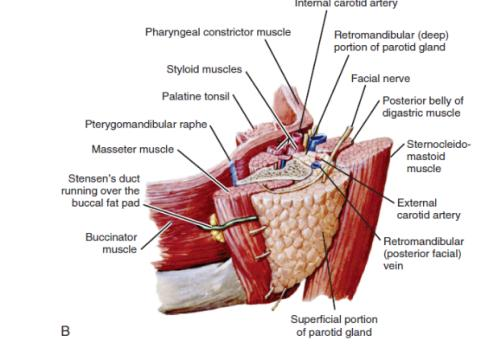 Internal carotid artery
Pharyngeal constrictor muscle
Retromandibular (deep)
portion of parotid gland
Styloid muscles
Facial nerve
Palatine tonsil
Posterior belly of
digastric muscle
Pterygomandibular raphe
Sternocleido-
mastoid
muscle
Masseter muscle
Stensen's duct
running over the
buccal fat pad
External
carotid artery
Buccinator
muscle
Retromandibular
(posterior facial)
vein
Superficial portion
of parotid gland
B